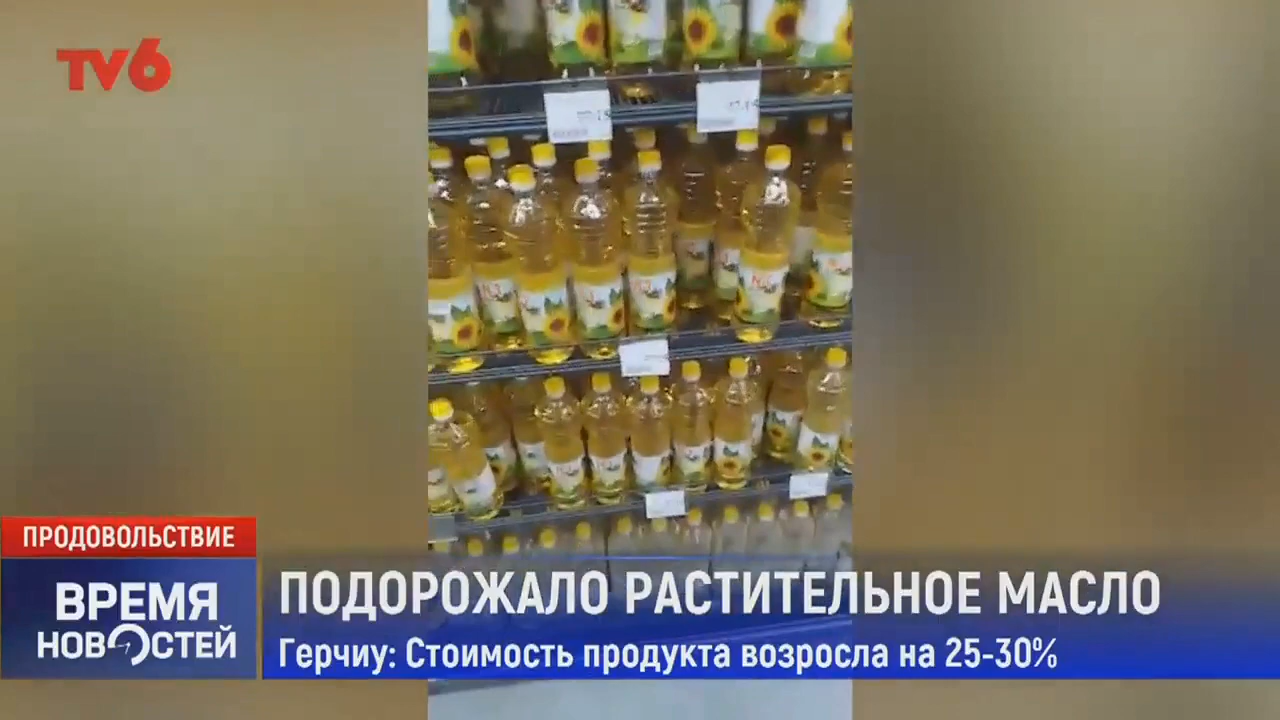 TV6
ПРОДОВОЛЬСТВИЕ
ВРЕМЯ
НОВОСТЕЙ
ПОДОРОЖАЛО РАСТИТЕЛЬНОЕ МАСЛО
Герчиу: Стоимость продукта возросла на 25-30%